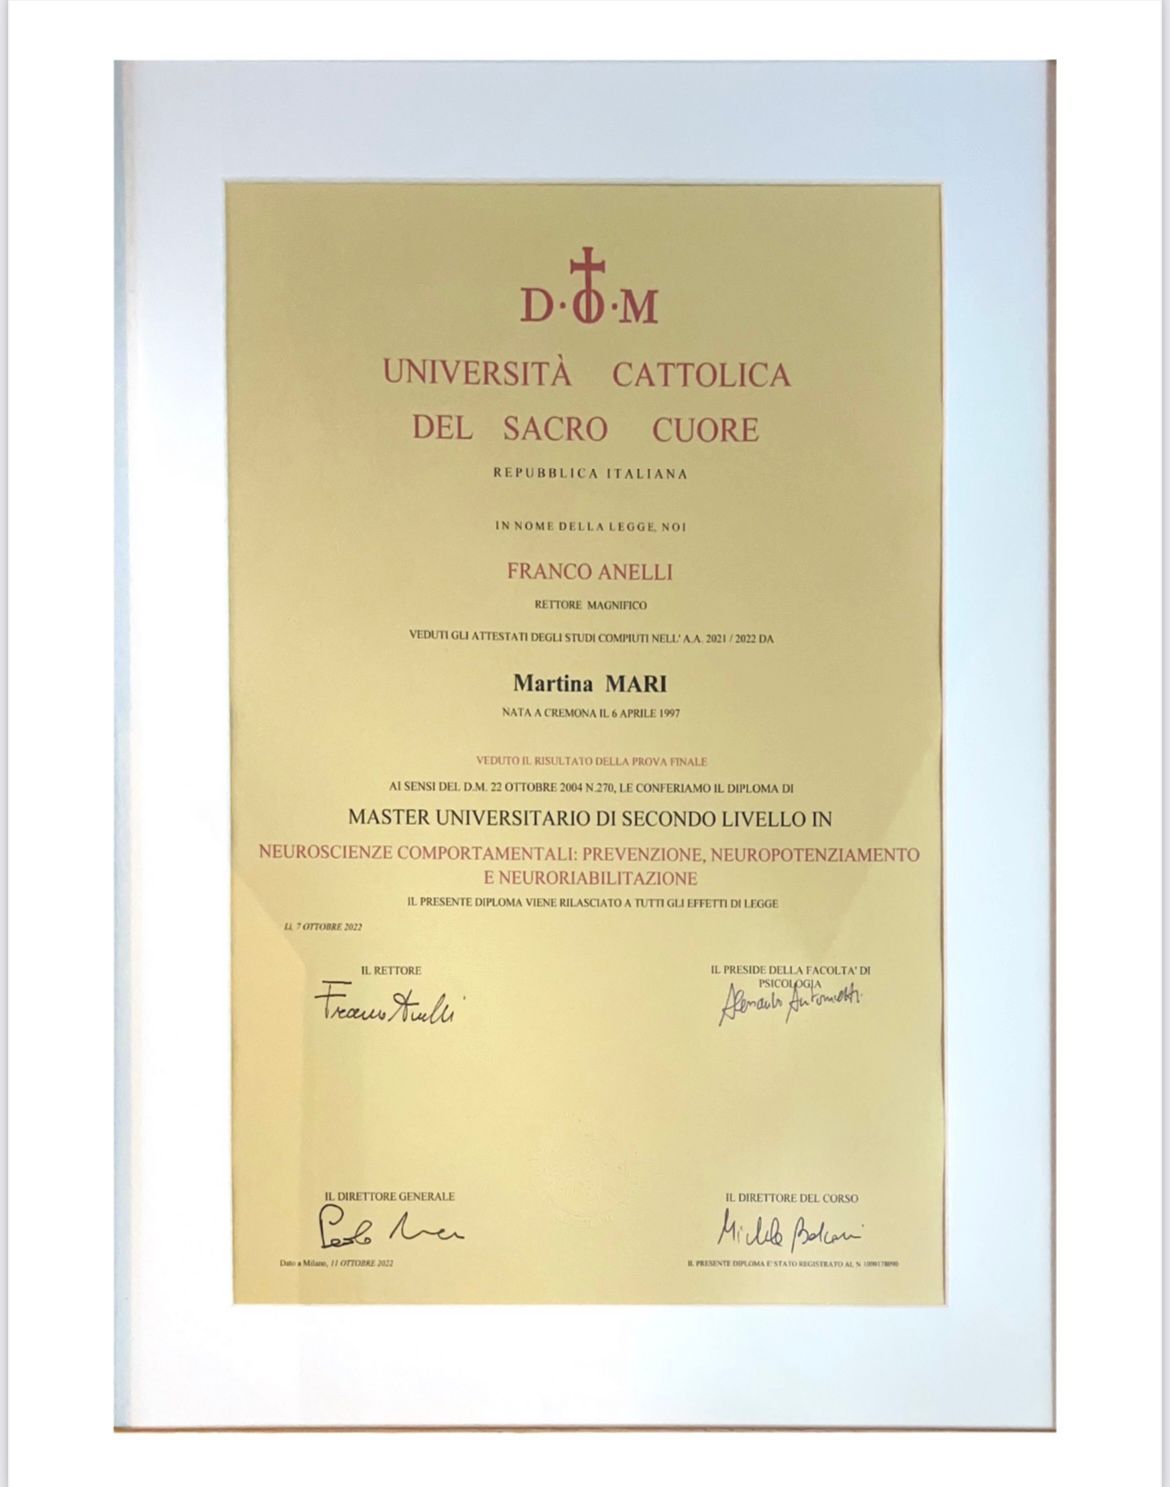 D·O·M
UNIVERSITÀ CATTOLICA
DEL SACRO CUORE
REPUBBLICA ITALIANA
IN NOME DELLA LEGGE, NOI
FRANCO ANELLI
RETTORE MAGNIFICO
VEDUTI GLI ATTESTATI DEGLI STUDI COMPIUTI NELL' A.A. 2021 / 2022 DA
Martina MARI
NATA A CREMONA IL 6 APRILE 1997
VEDUTO IL RISULTATO DELLA PROVA FINALE
AI SENSI DEL D.M. 22 OTTOBRE 2004 N.270, LE CONFERIAMO IL DIPLOMA DI
MASTER UNIVERSITARIO DI SECONDO LIVELLO IN
NEUROSCIENZE COMPORTAMENTALI: PREVENZIONE, NEUROPOTENZIAMENTO
E NEURORIABILITAZIONE
IL PRESENTE DIPLOMA VIENE RILASCIATO A TUTTI GLI EFFETTI DI LEGGE
Li, 7 OTTOBRE 2022
IL RETTORE
Franco Anelli
IL PRESIDE DELLA FACOLTA' DI
PSICOLOGIA
IL DIRETTORE GENERALE
Paolo
IL DIRETTORE DEL CORSO
Michela Balconi
Dato a Milano, 11 OTTOBRE 2022
IL PRESENTE DIPLOMA E' STATO REGISTRATO AL N